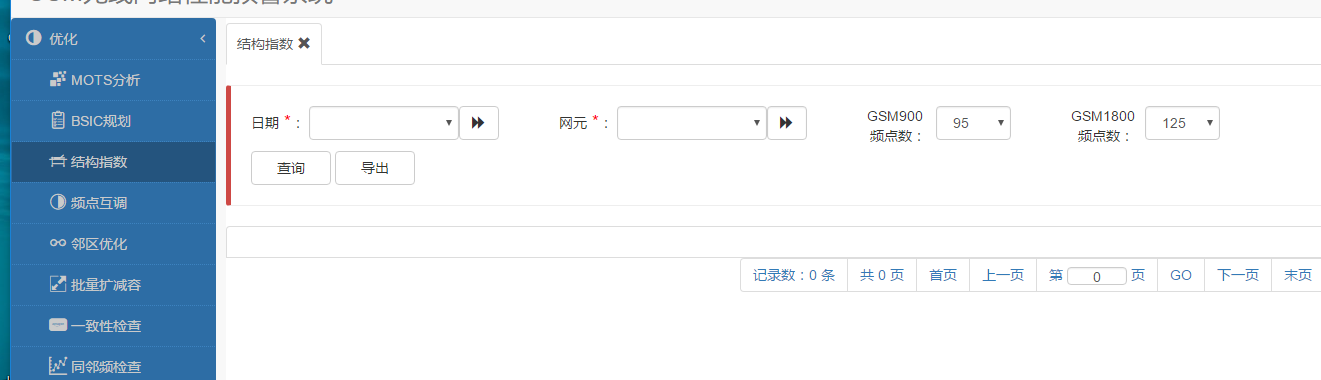 优化
MOTS分析
BSIC规划
结构指数
频点互调
邻区优化
批量扩减容
一致性检查
同邻频检查
结构指数
日期 *：
网元 *：
GSM900
频点数： 95
GSM1800
频点数： 125
查询 导出
记录数：0 条 共 0 页 首页 上一页 第 0 页 GO 下一页 末页